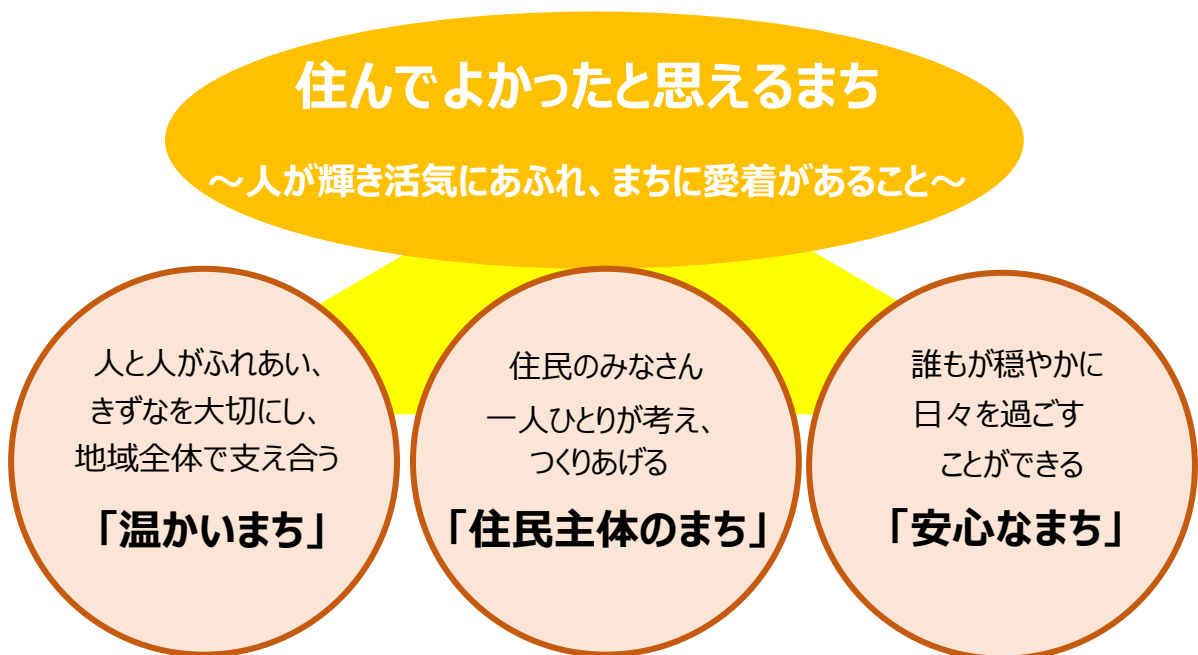 住んでよかったと思えるまち
～人が輝き活気にあふれ、まちに愛着があること～
人と人がふれあい、
きずなを大切にし、
地域全体で支え合う
「温かいまち」
住民のみなさん
一人ひとりが考え、
つくりあげる
「住民主体のまち」
誰もが穏やかに
日々を過ごす
ことができる
「安心なまち」